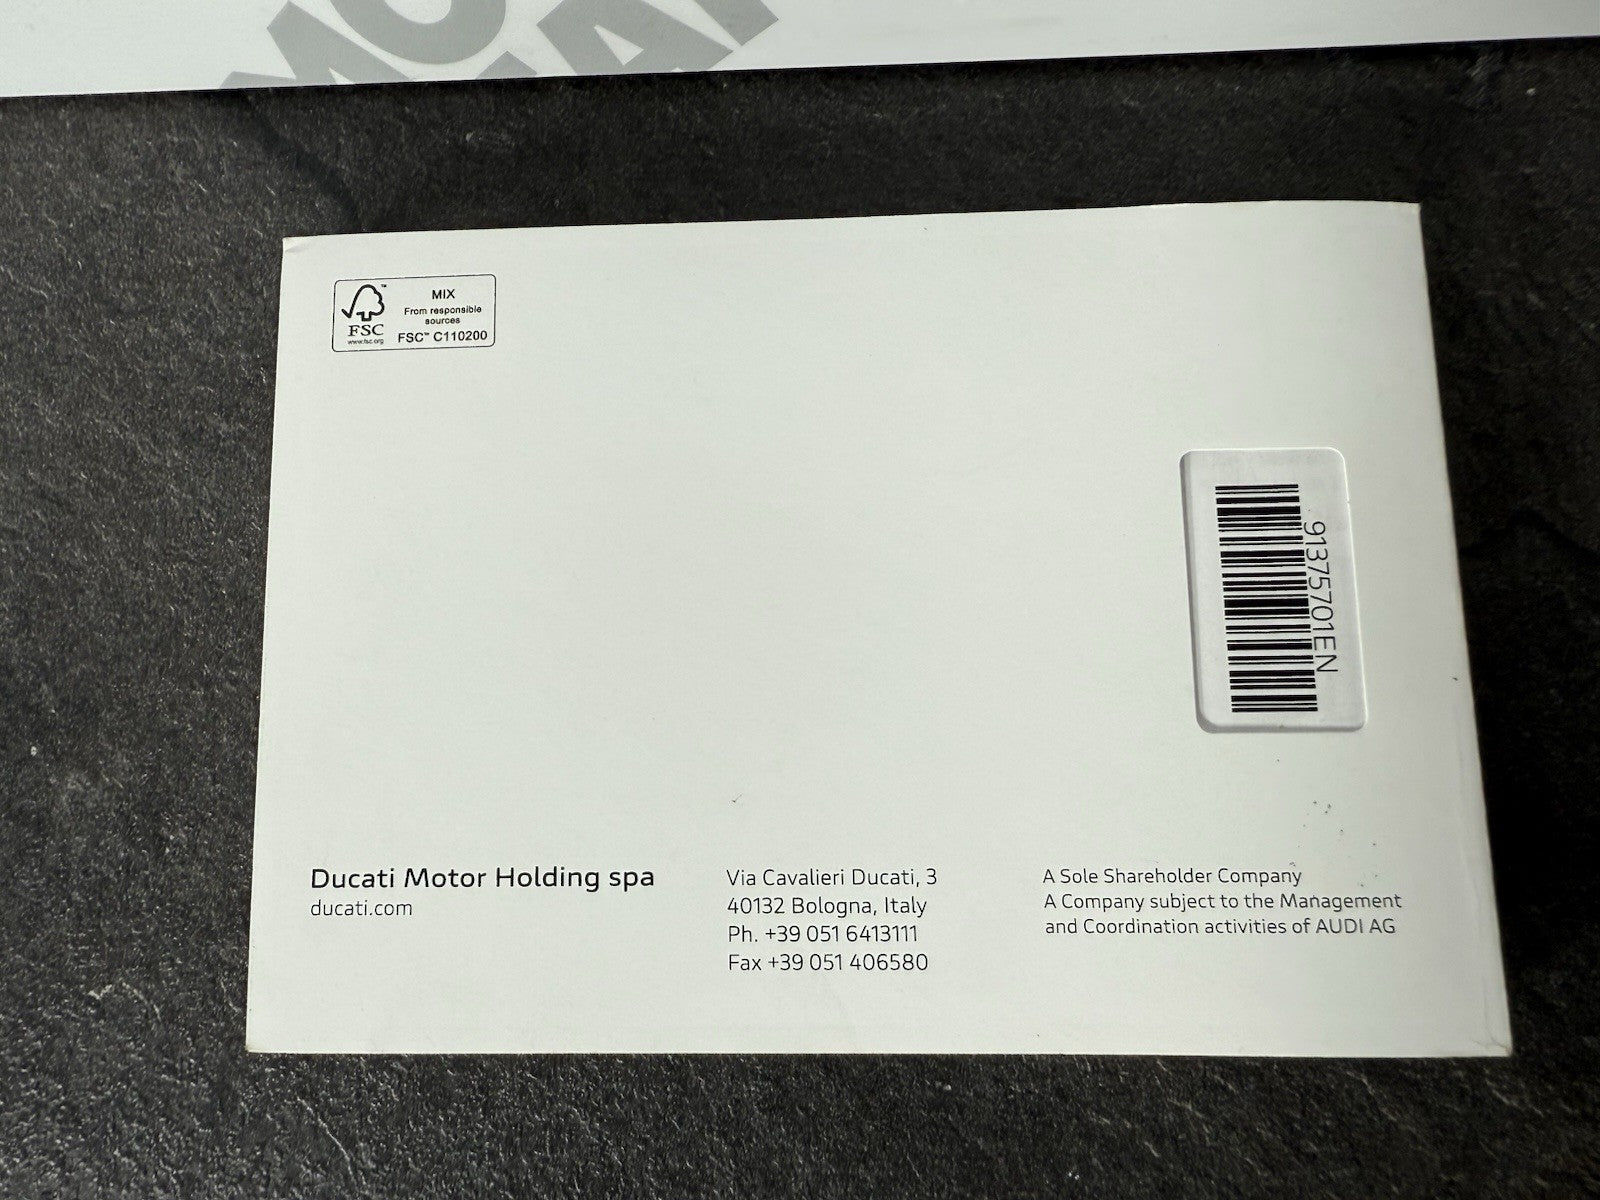 MIX
From responsible
sources
FSC™ C110200
FSC
www.fsc.org
91375701EN
Ducati Motor Holding spa
ducati.com
Via Cavalieri Ducati, 3
40132 Bologna, Italy
Ph. +39 051 6413111
Fax +39 051 406580
A Sole Shareholder Company
A Company subject to the Management
and Coordination activities of AUDI AG